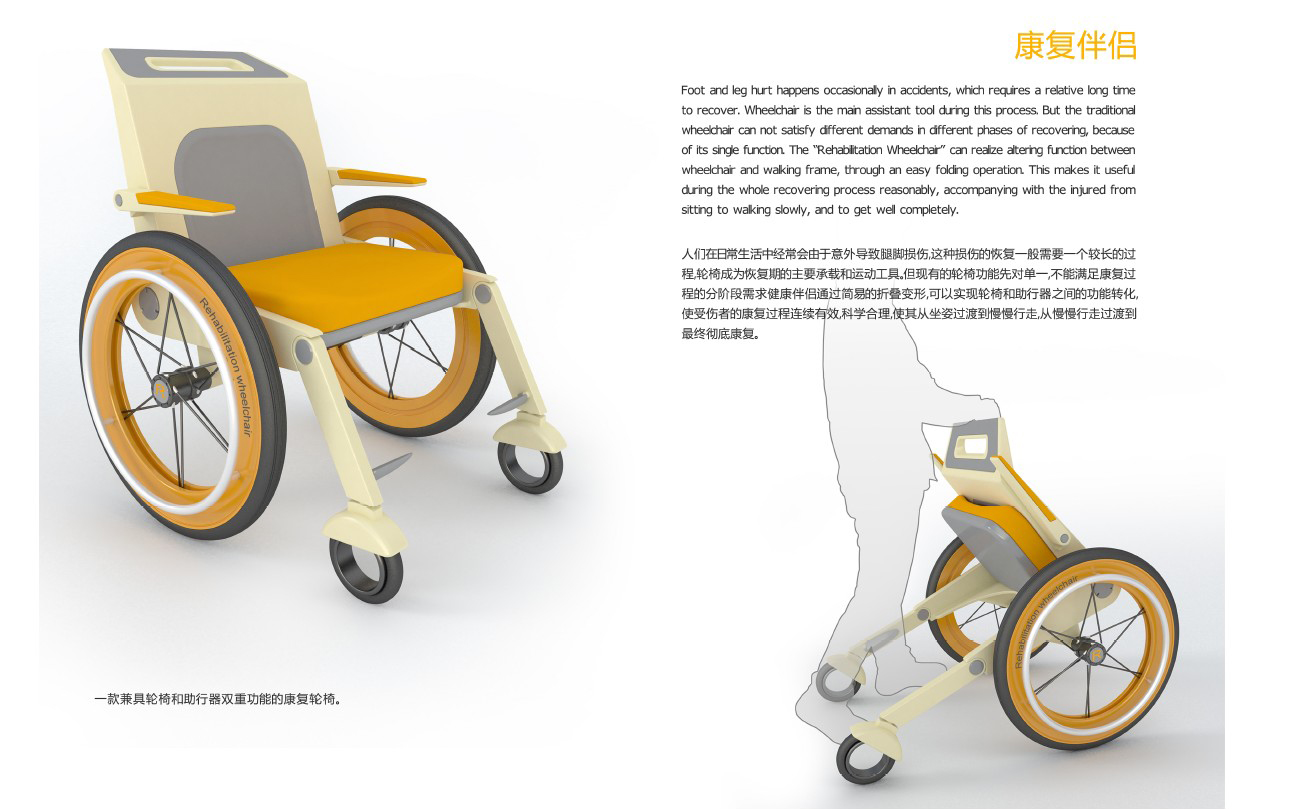 康复伴侣
Foot and leg hurt happens occasionally in accidents, which requires a relative long time
to recover. Wheelchair is the main assistant tool during this process. But the traditional
wheelchair can not satisfy different demands in different phases of recovering, because
of its single function. The “Rehabilitation Wheelchair” can realize altering function between
wheelchair and walking frame, through an easy folding operation. This makes it useful
during the whole recovering process reasonably, accompanying with the injured from
sitting to walking slowly, and to get well completely.
人们在日常生活中经常会由于意外导致腿脚损伤,这种损伤的恢复一般需要一个较长的过
程,轮椅成为恢复期的主要承载和运动工具。但现有的轮椅功能先对单一,不能满足康复过
程的分阶段需求健康伴侣通过简易的折叠变形,可以实现轮椅和助行器之间的功能转化,
使受伤者的康复过程连续有效,科学合理,使其从坐姿过渡到慢慢行走,从慢慢行走过渡到
最终彻底康复。
Rehabilitation wheelchair
Rehabilitation wheelchair
一款兼具轮椅和助行器双重功能的康复轮椅。